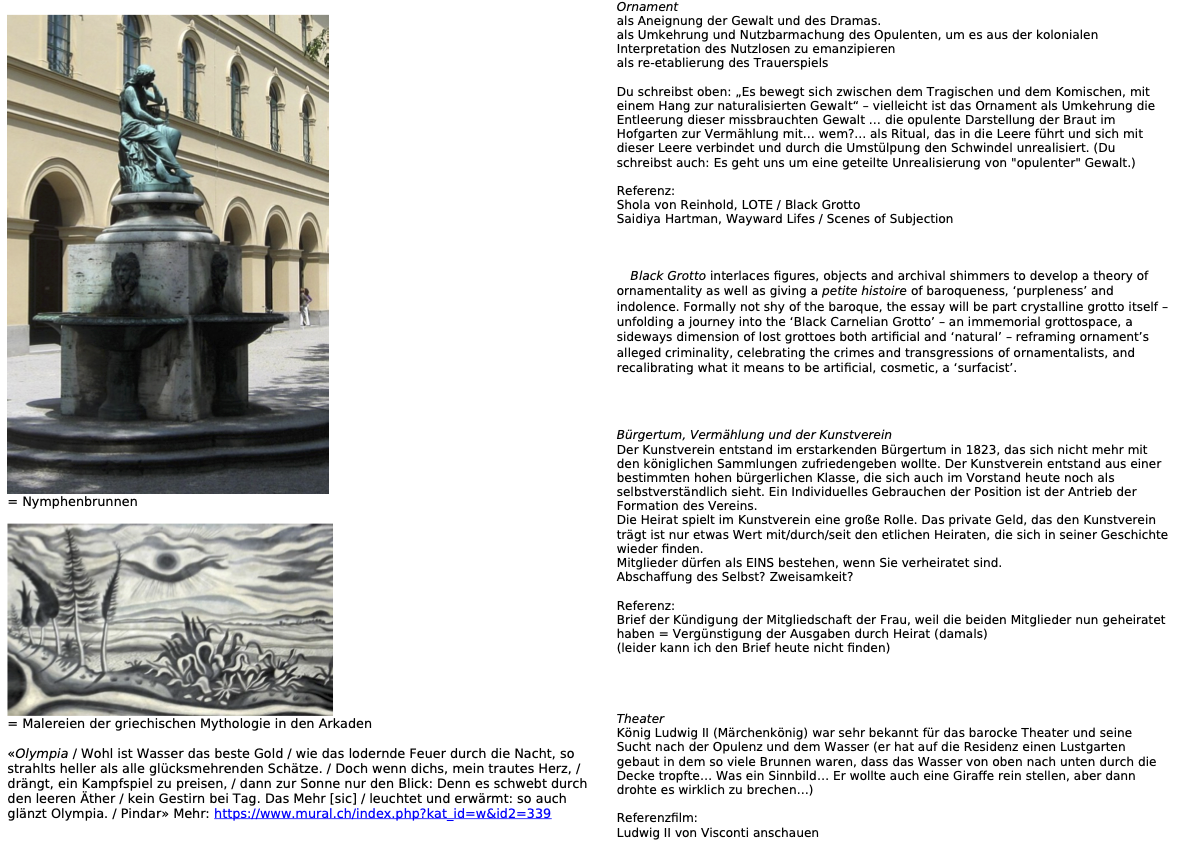 = Nymphenbrunnen
= Malereien der griechischen Mythologie in den Arkaden
«Olympia / Wohl ist Wasser das beste Gold / wie das lodernde Feuer durch die Nacht, so
strahlts heller als alle glücksmehrenden Schätze. / Doch wenn dichs, mein trautes Herz, /
drängt, ein Kampfspiel zu preisen, / dann zur Sonne nur den Blick: Denn es schwebt durch
den leeren Äther / kein Gestirn bei Tag. Das Mehr [sic] / leuchtet und erwärmt: so auch
glänzt Olympia. / Pindar» Mehr: https://www.mural.ch/index.php?kat_id=w&id2=339
Ornament
als Aneignung der Gewalt und des Dramas.
als Umkehrung und Nutzbarmachung des Opulenten, um es aus der kolonialen
Interpretation des Nutzlosen zu emanzipieren
als re-etablierung des Trauerspiels
Du schreibst oben: „Es bewegt sich zwischen dem Tragischen und dem Komischen, mit
einem Hang zur naturalisierten Gewalt“ – vielleicht ist das Ornament als Umkehrung die
Entleerung dieser missbrauchten Gewalt … die opulente Darstellung der Braut im
Hofgarten zur Vermählung mit… wem?… als Ritual, das in die Leere führt und sich mit
dieser Leere verbindet und durch die Umstülpung den Schwindel unrealisiert. (Du
schreibst auch: Es geht uns um eine geteilte Unrealisierung von "opulenter" Gewalt.)
Referenz:
Shola von Reinhold, LOTE / Black Grotto
Saidiya Hartman, Wayward Lifes / Scenes of Subjection
Black Grotto interlaces figures, objects and archival shimmers to develop a theory of
ornamentality as well as giving a petite histoire of baroqueness, ‘purpleness’ and
indolence. Formally not shy of the baroque, the essay will be part crystalline grotto itself –
unfolding a journey into the ‘Black Carnelian Grotto’ – an immemorial grottospace, a
sideways dimension of lost grottoes both artificial and ‘natural’ – reframing ornament’s
alleged criminality, celebrating the crimes and transgressions of ornamentalists, and
recalibrating what it means to be artificial, cosmetic, a ‘surfacist’.
Bürgertum, Vermählung und der Kunstverein
Der Kunstverein entstand im erstarkenden Bürgertum in 1823, das sich nicht mehr mit
den königlichen Sammlungen zufriedengeben wollte. Der Kunstverein entstand aus einer
bestimmten hohen bürgerlichen Klasse, die sich auch im Vorstand heute noch als
selbstverständlich sieht. Ein Individuelles Gebrauchen der Position ist der Antrieb der
Formation des Vereins.
Die Heirat spielt im Kunstverein eine große Rolle. Das private Geld, das den Kunstverein
trägt ist nur etwas Wert mit/durch/seit den etlichen Heiraten, die sich in seiner Geschichte
wieder finden.
Mitglieder dürfen als EINS bestehen, wenn Sie verheiratet sind.
Abschaffung des Selbst? Zweisamkeit?
Referenz:
Brief der Kündigung der Mitgliedschaft der Frau, weil die beiden Mitglieder nun geheiratet
haben = Vergünstigung der Ausgaben durch Heirat (damals)
(leider kann ich den Brief heute nicht finden)
Theater
König Ludwig II (Märchenkönig) war sehr bekannt für das barocke Theater und seine
Sucht nach der Opulenz und dem Wasser (er hat auf die Residenz einen Lustgarten
gebaut in dem so viele Brunnen waren, dass das Wasser von oben nach unten durch die
Decke tropfte… Was ein Sinnbild… Er wollte auch eine Giraffe rein stellen, aber dann
drohte es wirklich zu brechen…)
Referenzfilm:
Ludwig II von Visconti anschauen